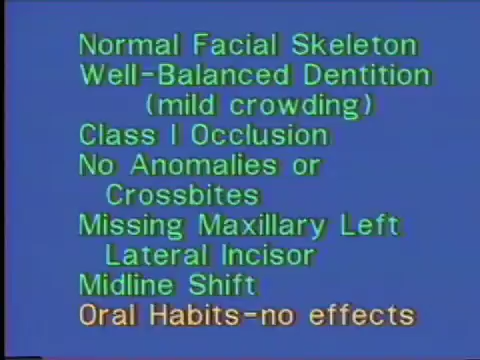 Normal Facial Skeleton
Well-Balanced Dentition
(mild crowding)
Class I Occlusion
No Anomalies or
Crossbites
Missing Maxillary Left
Lateral Incisor
Midline Shift
Oral Habits-no effects